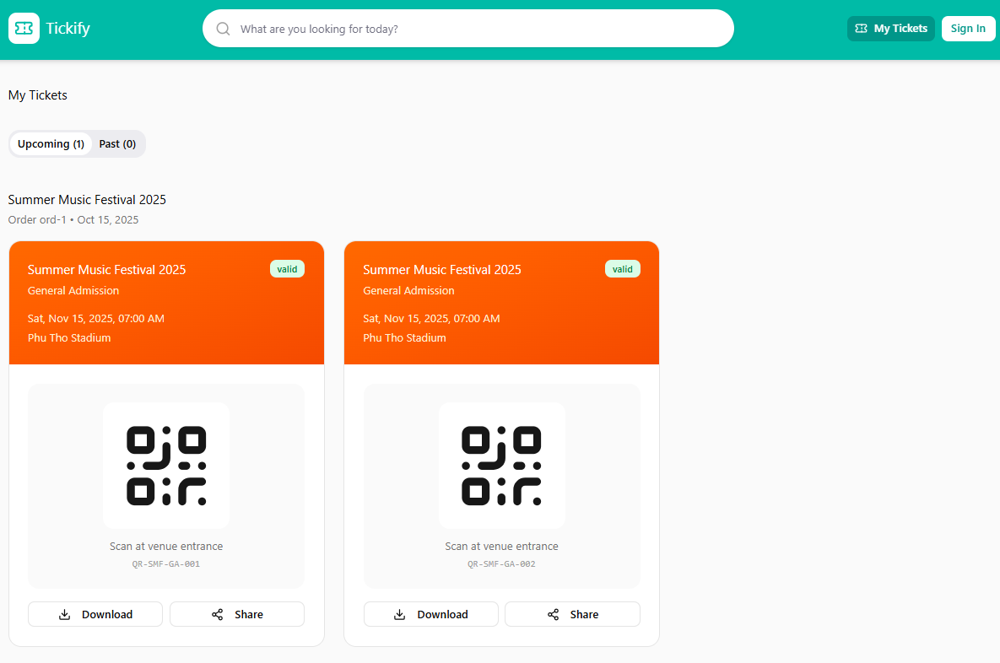 Tickify
What are you looking for today?
My Tickets
Sign In
My Tickets
Upcoming (1)
Past (0)
Summer Music Festival 2025
Order ord-1 • Oct 15, 2025
Summer Music Festival 2025
valid
General Admission
Sat, Nov 15, 2025, 07:00 AM
Phu Tho Stadium
Scan at venue entrance
QR-SMF-GA-001
Download
Share
Summer Music Festival 2025
valid
General Admission
Sat, Nov 15, 2025, 07:00 AM
Phu Tho Stadium
Scan at venue entrance
QR-SMF-GA-002
Download
Share